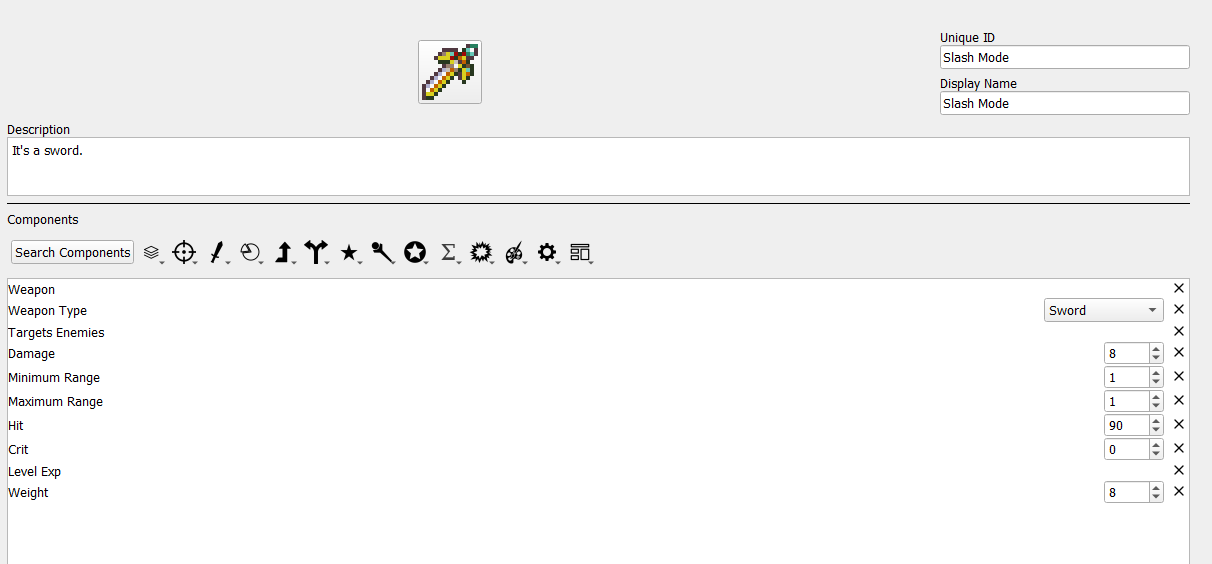 Unique ID
Slash Mode
Display Name
Slash Mode
Description
It's a sword.
Components
Search Components
Weapon
Weapon Type Sword
Targets Enemies
Damage 8
Minimum Range 1
Maximum Range 1
Hit 90
Crit 0
Level Exp
Weight 8